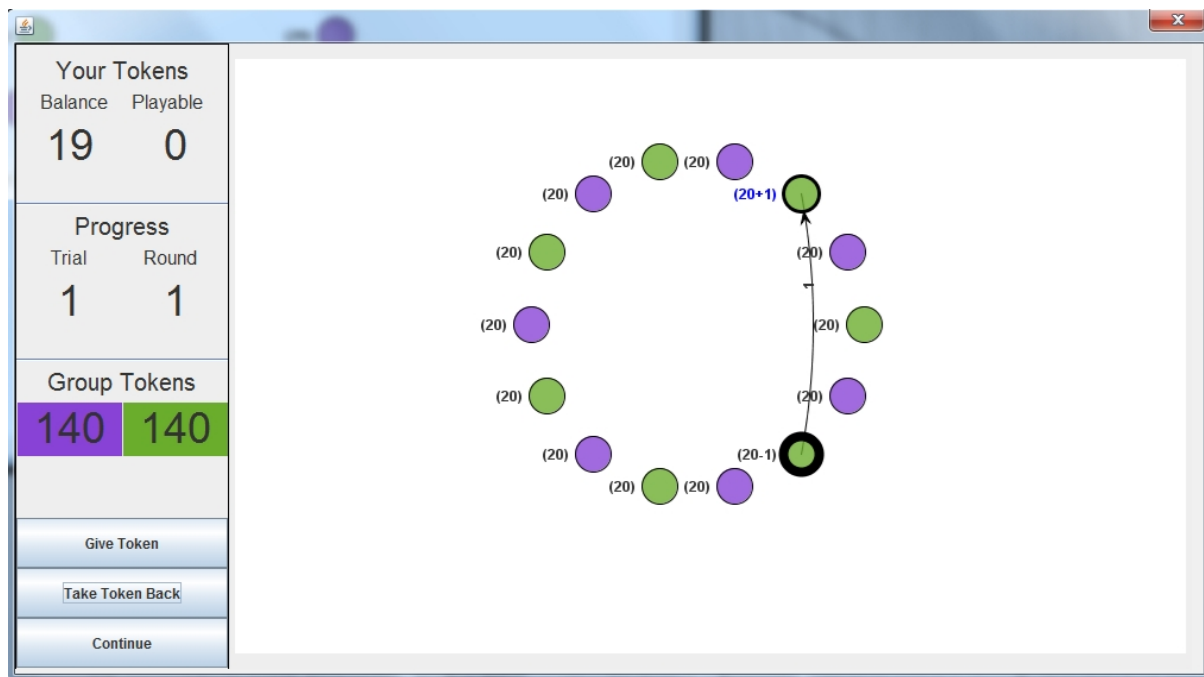 Your Tokens
Balance Playable
19 0
Progress
Trial Round
1 1
Group Tokens
140 140
Give Token
Take Token Back
Continue
(20) (20)
(20) (20+1)
(20) (20)
1
(20) (20)
(20) (20)
(20) (20-1)
(20) (20)